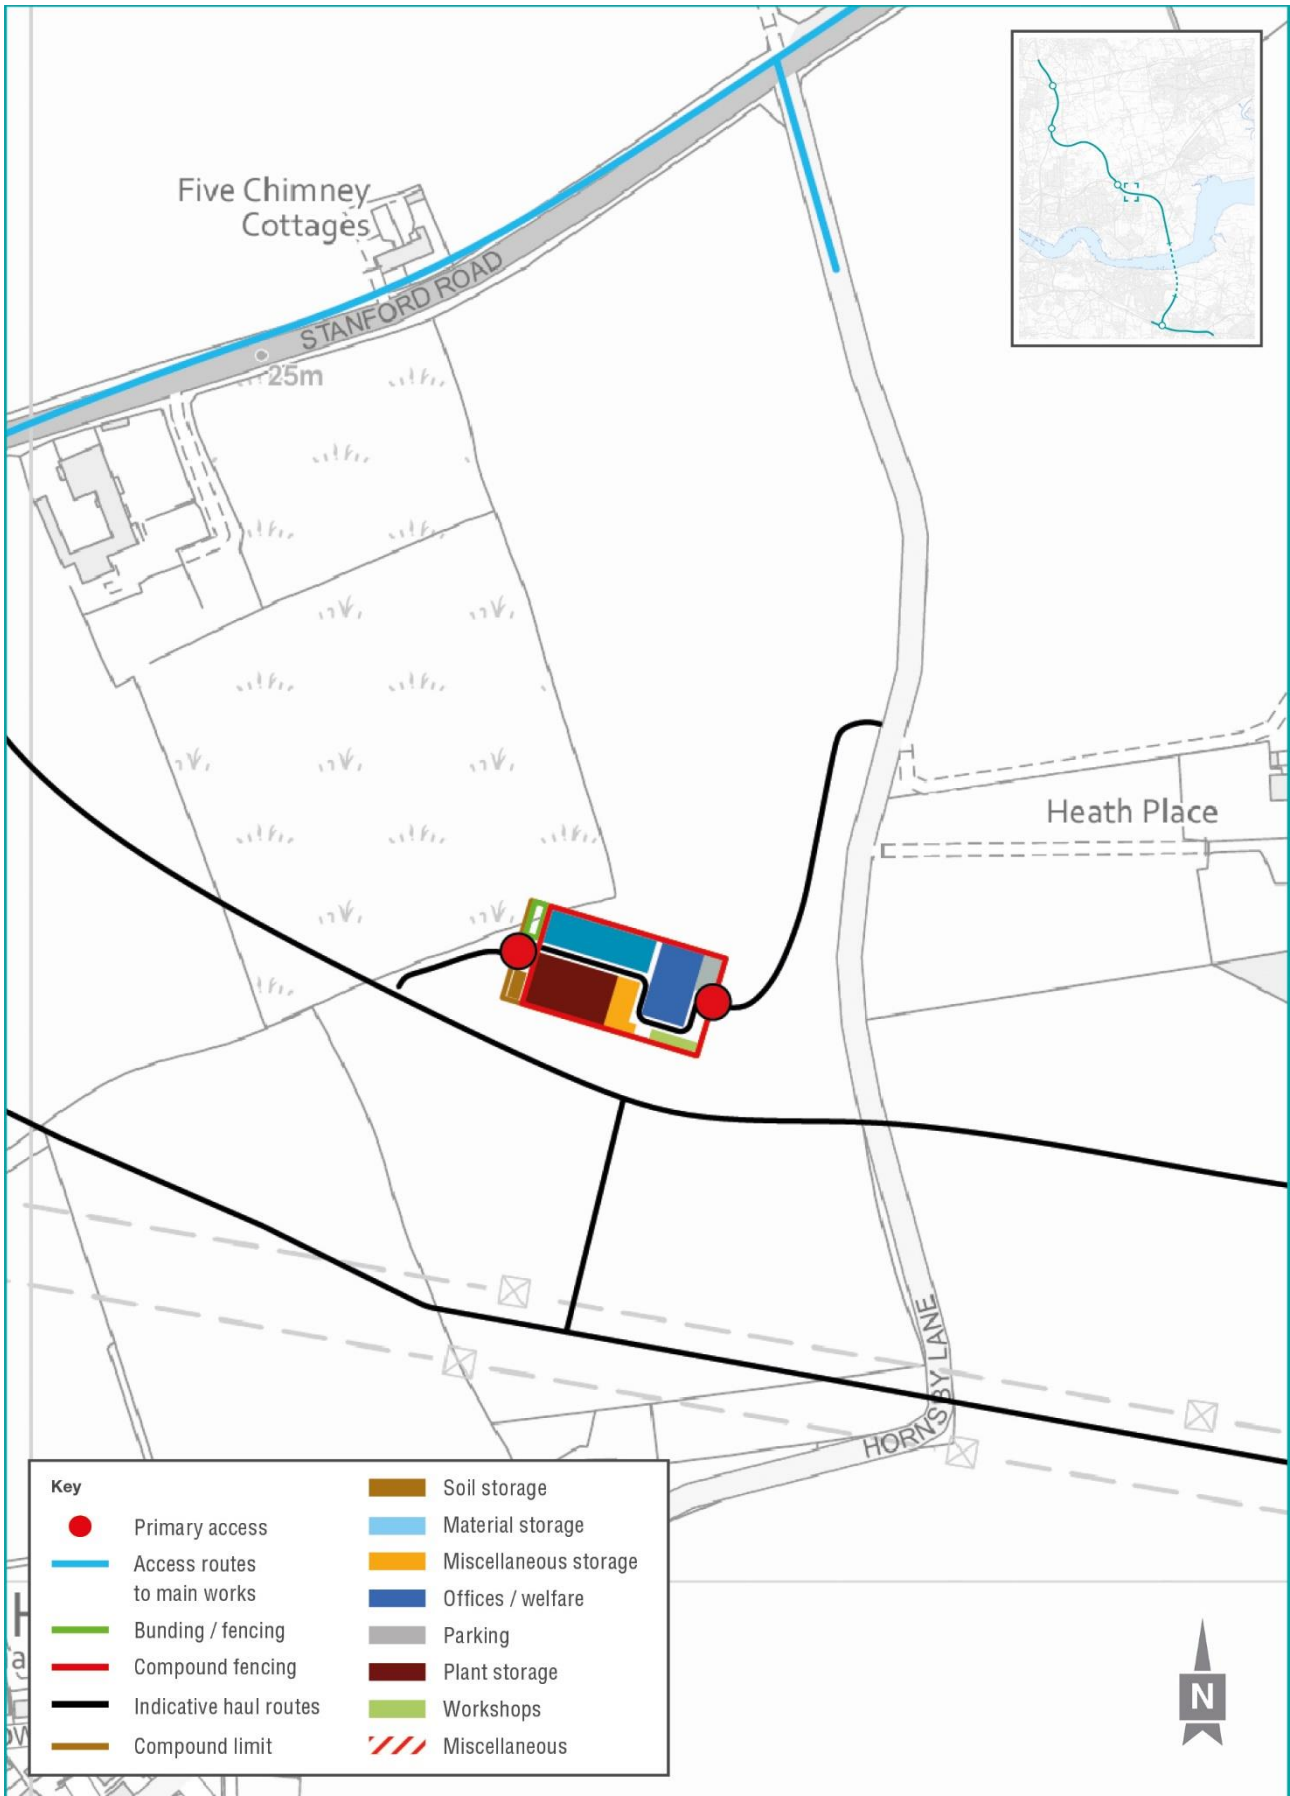 Five Chimney
Cottages
STANFORD ROAD
25m
Heath Place
HORNSBY LANE
Key
Primary access
Access routes
to main works
Bunding / fencing
Compound fencing
Indicative haul routes
Compound limit
Soil storage
Material storage
Miscellaneous storage
Offices / welfare
Parking
Plant storage
Workshops
Miscellaneous
N